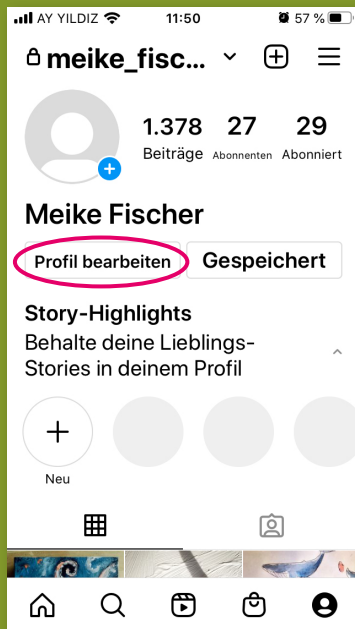 AY YILDIZ 11:50 57 %
meike_fisc...
1.378 27 29
Beiträge Abonnenten Abonniert
Meike Fischer
Profil bearbeiten Gespeichert
Story-Highlights
Behalte deine Lieblings-
Stories in deinem Profil
Neu